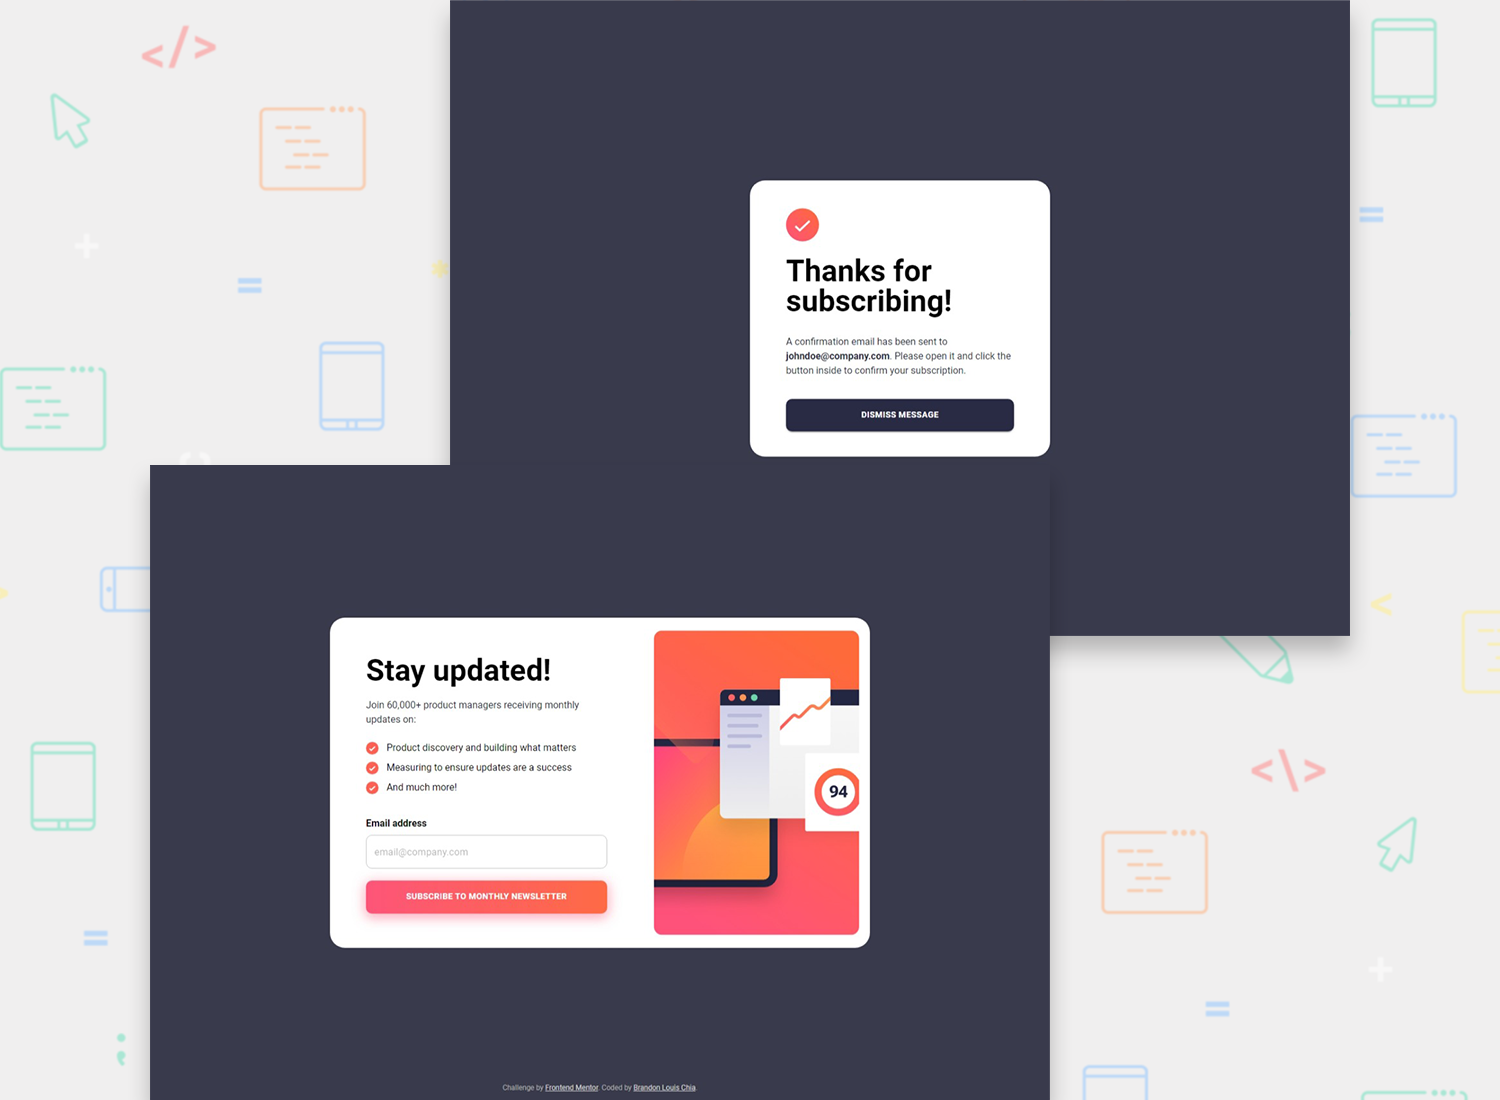 Thanks for
subscribing!
A confirmation email has been sent to
johndoe@company.com. Please open it and click the
button inside to confirm your subscription.
DISMISS MESSAGE
Stay updated!
Join 60,000+ product managers receiving monthly
updates on:
Product discovery and building what matters
Measuring to ensure updates are a success
And much more!
Email address
email@company.com
SUBSCRIBE TO MONTHLY NEWSLETTER
94
Challenge by Frontend Mentor. Coded by Brandon Louis Chia.